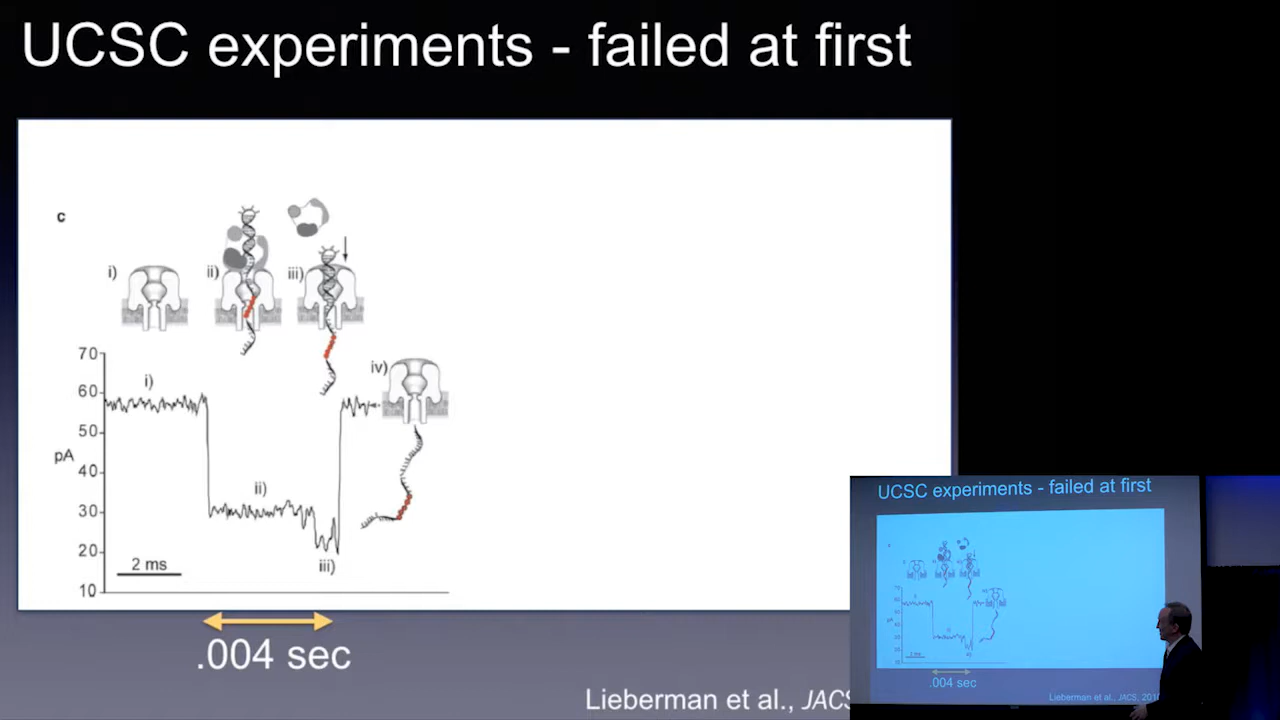 UCSC experiments - failed at first
c
i)
ii)
iii)
70
i)
iv)
60
50
pA
40
ii)
30
20
2 ms
iii)
10
.004 sec
Lieberman et al., JACS
UCSC experiments - failed at first
.004 sec
Lieberman et al., JACS, 201